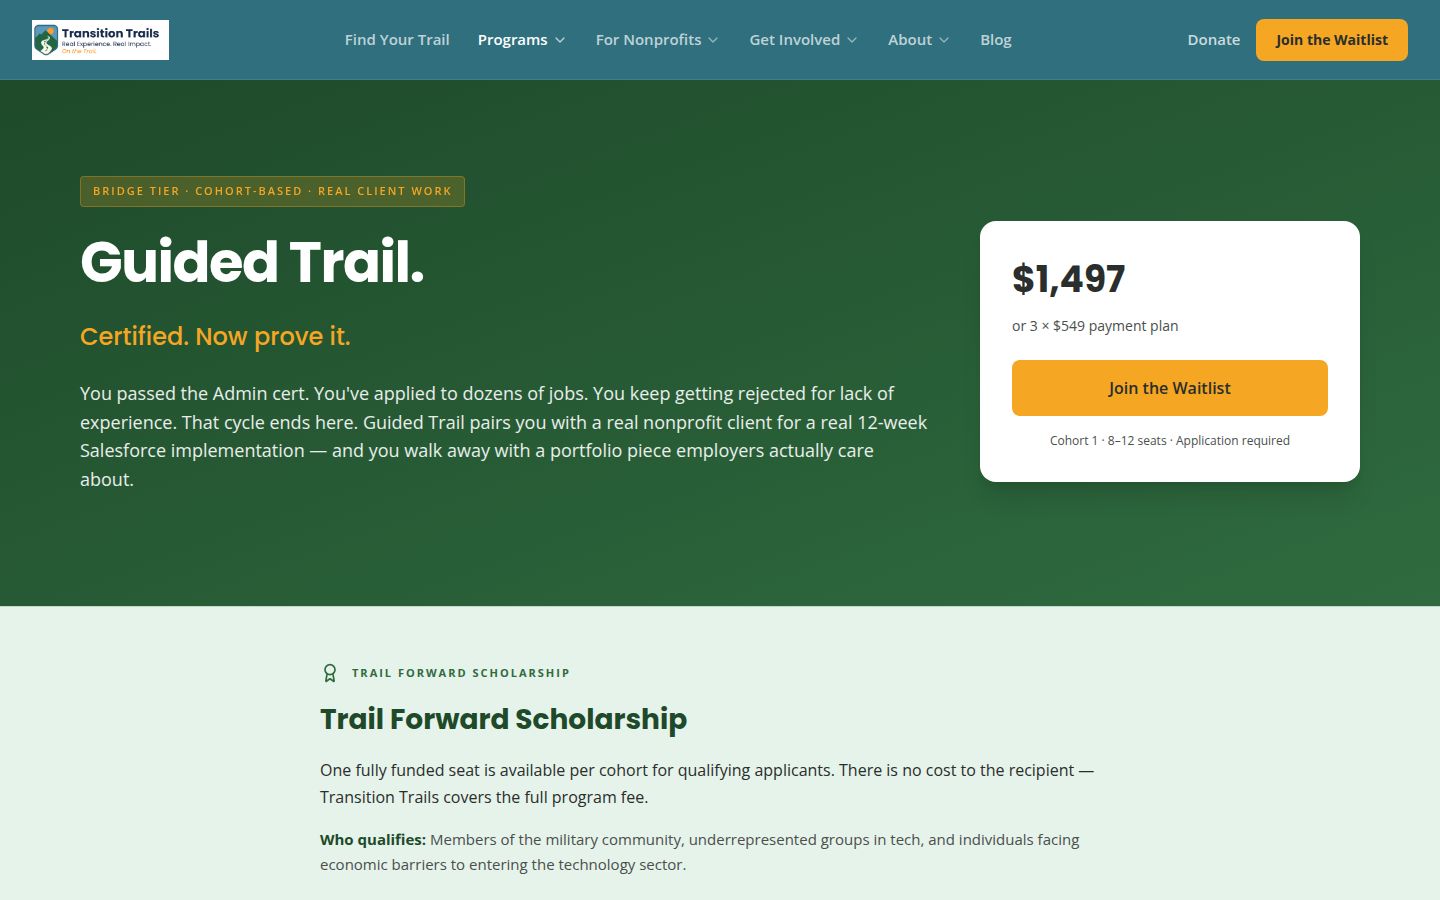 Transition Trails
Real Experience. Real Impact.
On the Trail
Find Your Trail
Programs
For Nonprofits
Get Involved
About
Blog
Donate
Join the Waitlist
BRIDGE TIER · COHORT-BASED · REAL CLIENT WORK
Guided Trail.
Certified. Now prove it.
You passed the Admin cert. You've applied to dozens of jobs. You keep getting rejected for lack of
experience. That cycle ends here. Guided Trail pairs you with a real nonprofit client for a real 12-week
Salesforce implementation — and you walk away with a portfolio piece employers actually care
about.
$1,497
or 3 × $549 payment plan
Join the Waitlist
Cohort 1 · 8–12 seats · Application required
TRAIL FORWARD SCHOLARSHIP
Trail Forward Scholarship
One fully funded seat is available per cohort for qualifying applicants. There is no cost to the recipient —
Transition Trails covers the full program fee.
Who qualifies: Members of the military community, underrepresented groups in tech, and individuals facing
economic barriers to entering the technology sector.